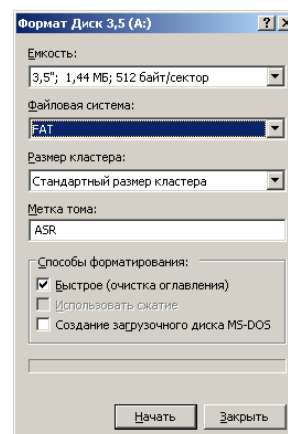 Формат Диск 3,5 (A:)
Емкость:
3,5"; 1,44 МБ; 512 байт/сектор
Файловая система:
FAT
Размер кластера:
Стандартный размер кластера
Метка тома:
ASR
Способы форматирования:
Быстрое (очистка оглавления)
Использовать сжатие
Создание загрузочного диска MS-DOS
Начать
Закрыть